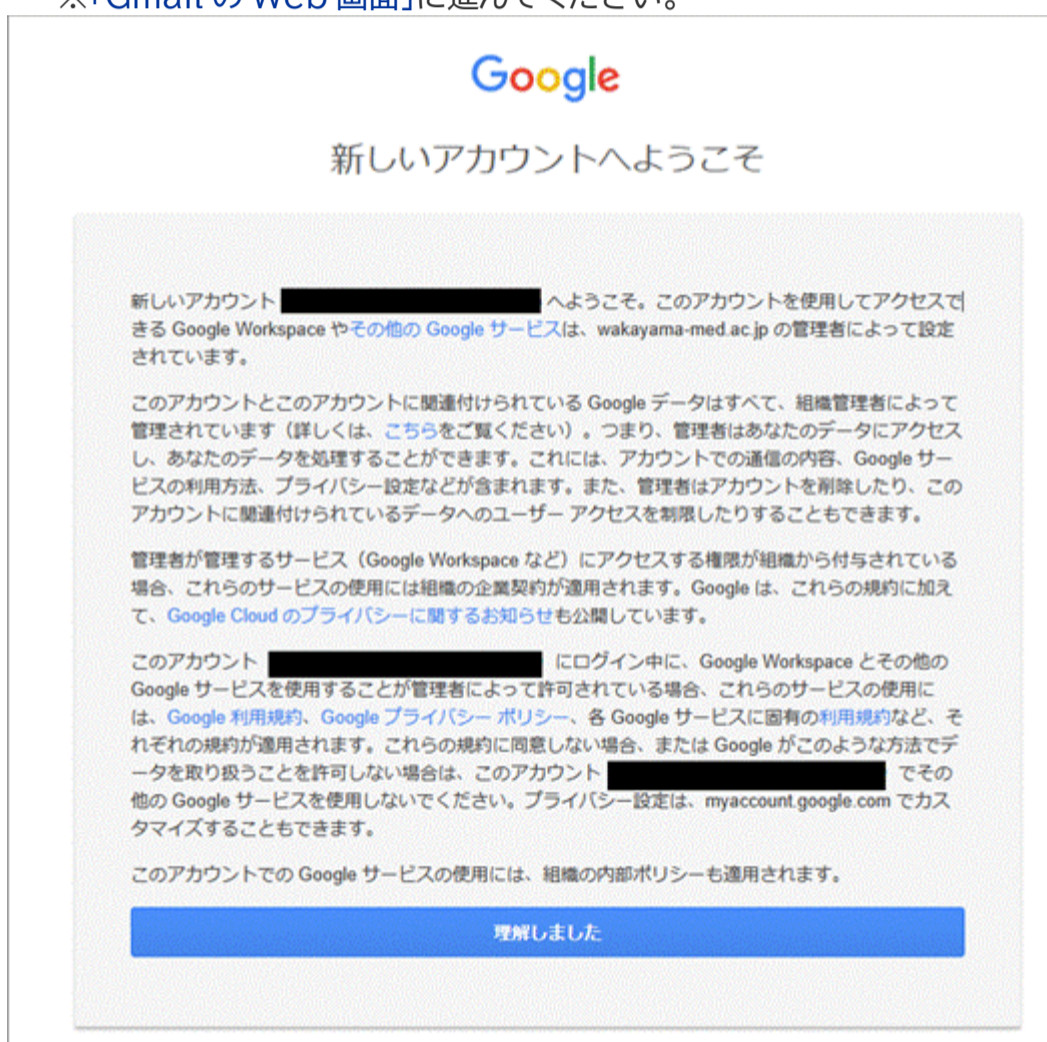 ※「Gmail の Web 画面」に進んでください。
Google
新しいアカウントへようこそ
新しいアカウント へようこそ。このアカウントを使用してアクセスで
きる Google Workspace やその他の Google サービスは、wakayama-med.ac.jp の管理者によって設定
されています。
このアカウントとこのアカウントに関連付けられている Google データはすべて、組織管理者によって
管理されています（詳しくは、こちらをご覧ください）。つまり、管理者はあなたのデータにアクセス
し、あなたのデータを処理することができます。これには、アカウントでの通信の内容、Google サー
ビスの利用方法、プライバシー設定などが含まれます。また、管理者はアカウントを削除したり、この
アカウントに関連付けられているデータへのユーザー アクセスを制限したりすることもできます。
管理者が管理するサービス（Google Workspace など）にアクセスする権限が組織から付与されている
場合、これらのサービスの使用には組織の企業契約が適用されます。Google は、これらの規約に加え
て、Google Cloud のプライバシーに関するお知らせも公開しています。
このアカウント にログイン中に、Google Workspace とその他の
Google サービスを使用することが管理者によって許可されている場合、これらのサービスの使用に
は、Google 利用規約、Google プライバシー ポリシー、各 Google サービスに固有の利用規約など、そ
れぞれの規約が適用されます。これらの規約に同意しない場合、または Google がこのような方法でデ
ータを取り扱うことを許可しない場合は、このアカウント でその
他の Google サービスを使用しないでください。プライバシー設定は、myaccount.google.com でカス
タマイズすることもできます。
このアカウントでの Google サービスの使用には、組織の内部ポリシーも適用されます。
理解しました